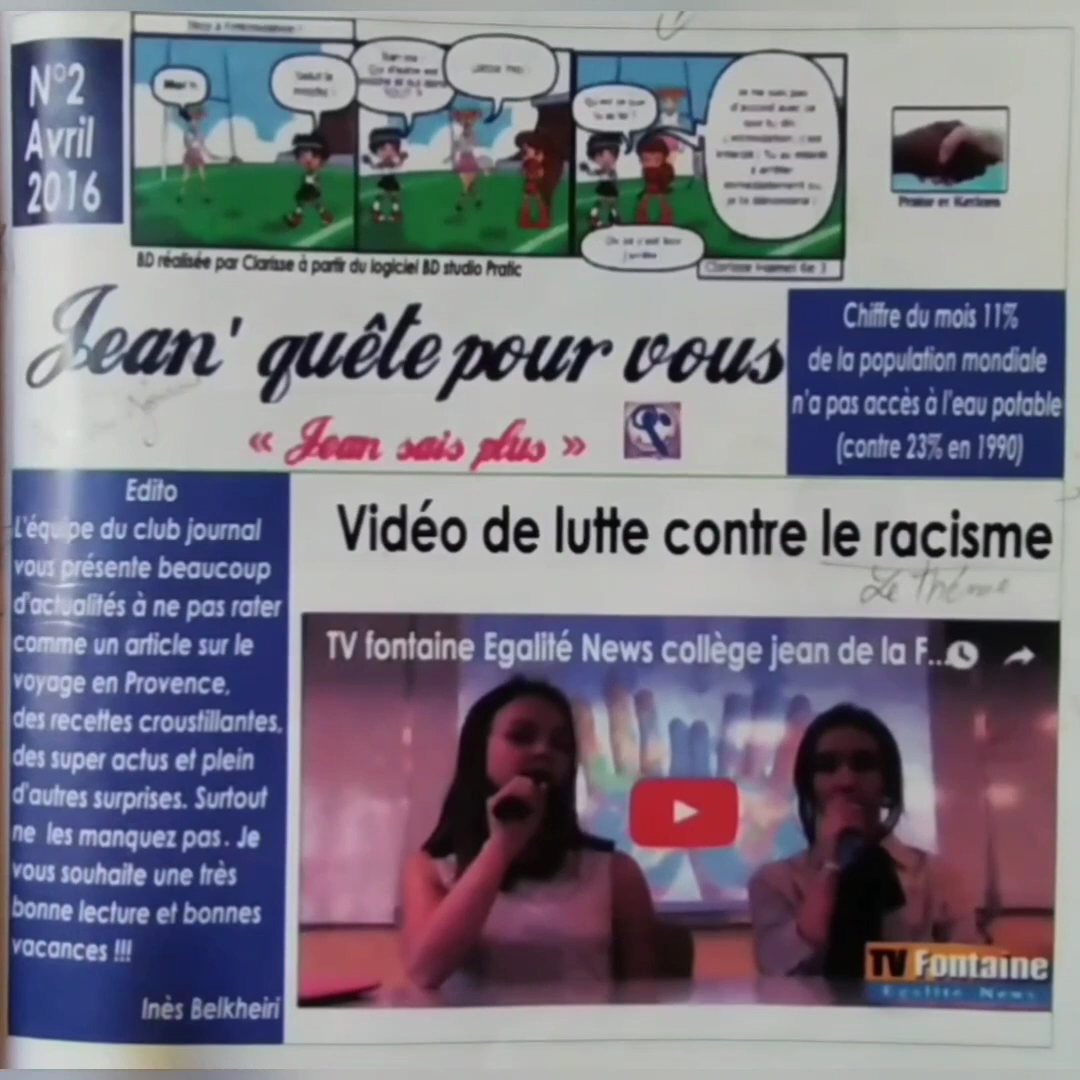 N°2
Avril
2016
BD réalisée par Clarisse à partir du logiciel BD studio Pratic
Jean' quête pour vous
« Jean sais plus »
Chiffre du mois 11%
de la population mondiale
n'a pas accès à l'eau potable
(contre 23% en 1990)
Edito
L'équipe du club journal
vous présente beaucoup
d'actualités à ne pas rater
comme un article sur le
voyage en Provence,
des recettes croustillantes,
des super actus et plein
d'autres surprises. Surtout
ne les manquez pas. Je
vous souhaite une très
bonne lecture et bonnes
vacances !!!
Inès Belkheiri
Vidéo de lutte contre le racisme
Le thème
TV fontaine Egalité News collège jean de la F...
TV Fontaine
Egalité News